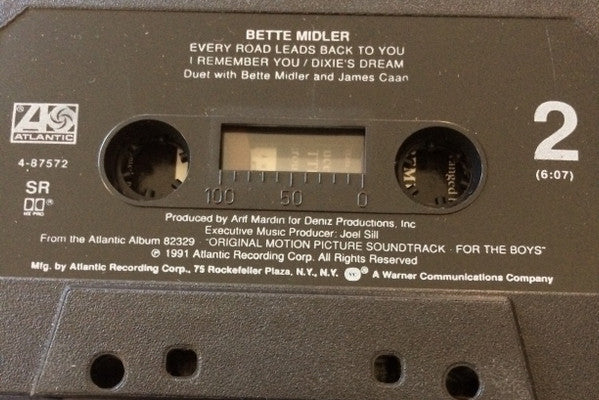 BETTE MIDLER
EVERY ROAD LEADS BACK TO YOU
I REMEMBER YOU / DIXIE'S DREAM
Duet with Bette Midler and James Caan
ATLANTIC
4-87572
SR
HX PRO
2
(6:07)
100 50 0
Produced by Arif Mardin for Deniz Productions, Inc
Executive Music Producer: Joel Sill
From the Atlantic Album 82329 - "ORIGINAL MOTION PICTURE SOUNDTRACK - FOR THE BOYS"
℗ © 1991 Atlantic Recording Corp. All Rights Reserved
Mfg. by Atlantic Recording Corp., 75 Rockefeller Plaza, N.Y., N.Y. ® A Warner Communications Company